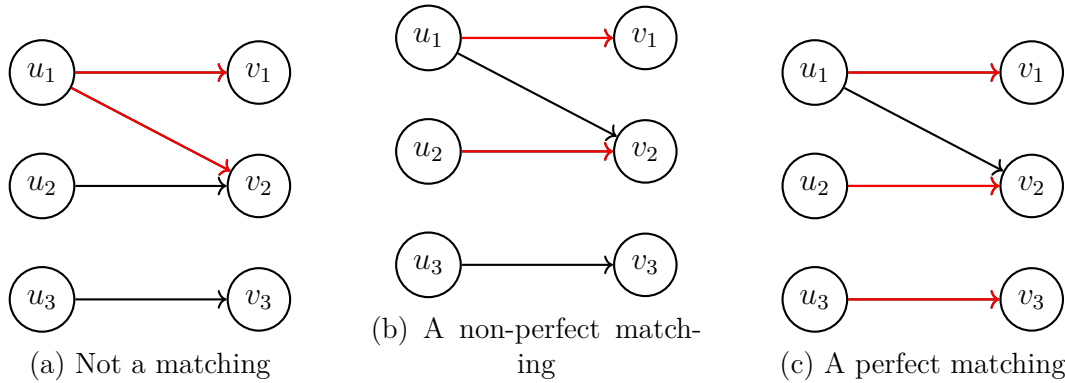 u₁ v₁
u₂ v₂
u₃ v₃
(a) Not a matching
u₁ v₁
u₂ v₂
u₃ v₃
(b) A non-perfect match-
ing
u₁ v₁
u₂ v₂
u₃ v₃
(c) A perfect matching